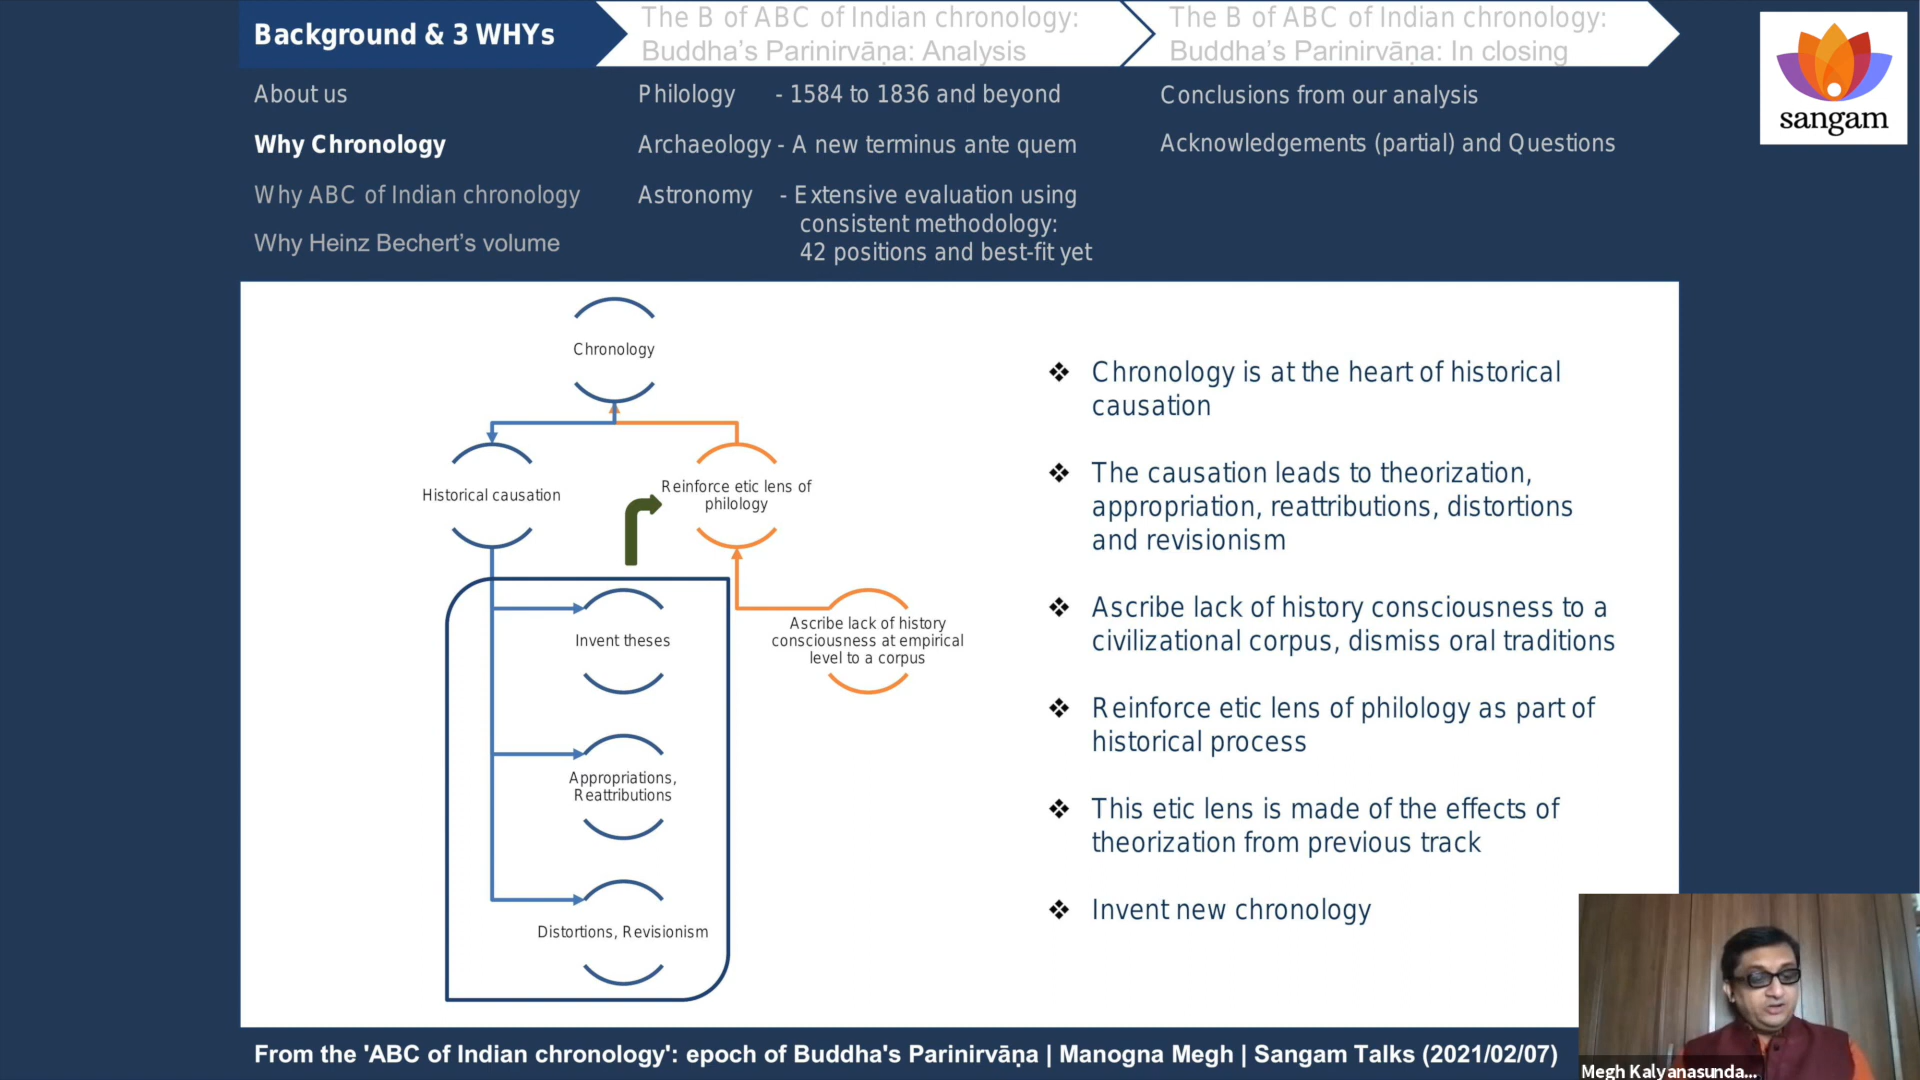 Background & 3 WHYs
The B of ABC of Indian chronology:
Buddha's Parinirvāṇa: Analysis
The B of ABC of Indian chronology:
Buddha's Parinirvāṇa: In closing
About us
Why Chronology
Why ABC of Indian chronology
Why Heinz Bechert's volume
Philology - 1584 to 1836 and beyond
Archaeology - A new terminus ante quem
Astronomy - Extensive evaluation using
consistent methodology:
42 positions and best-fit yet
Conclusions from our analysis
Acknowledgements (partial) and Questions
sangam
Chronology
Historical causation
Reinforce etic lens of
philology
Invent theses
Ascribe lack of history
consciousness at empirical
level to a corpus
Appropriations,
Reattributions
Distortions, Revisionism
❖ Chronology is at the heart of historical
causation
❖ The causation leads to theorization,
appropriation, reattributions, distortions
and revisionism
❖ Ascribe lack of history consciousness to a
civilizational corpus, dismiss oral traditions
❖ Reinforce etic lens of philology as part of
historical process
❖ This etic lens is made of the effects of
theorization from previous track
❖ Invent new chronology
From the 'ABC of Indian chronology': epoch of Buddha's Parinirvāṇa | Manogna Megh | Sangam Talks (2021/02/07)
Megh Kalyanasunda...